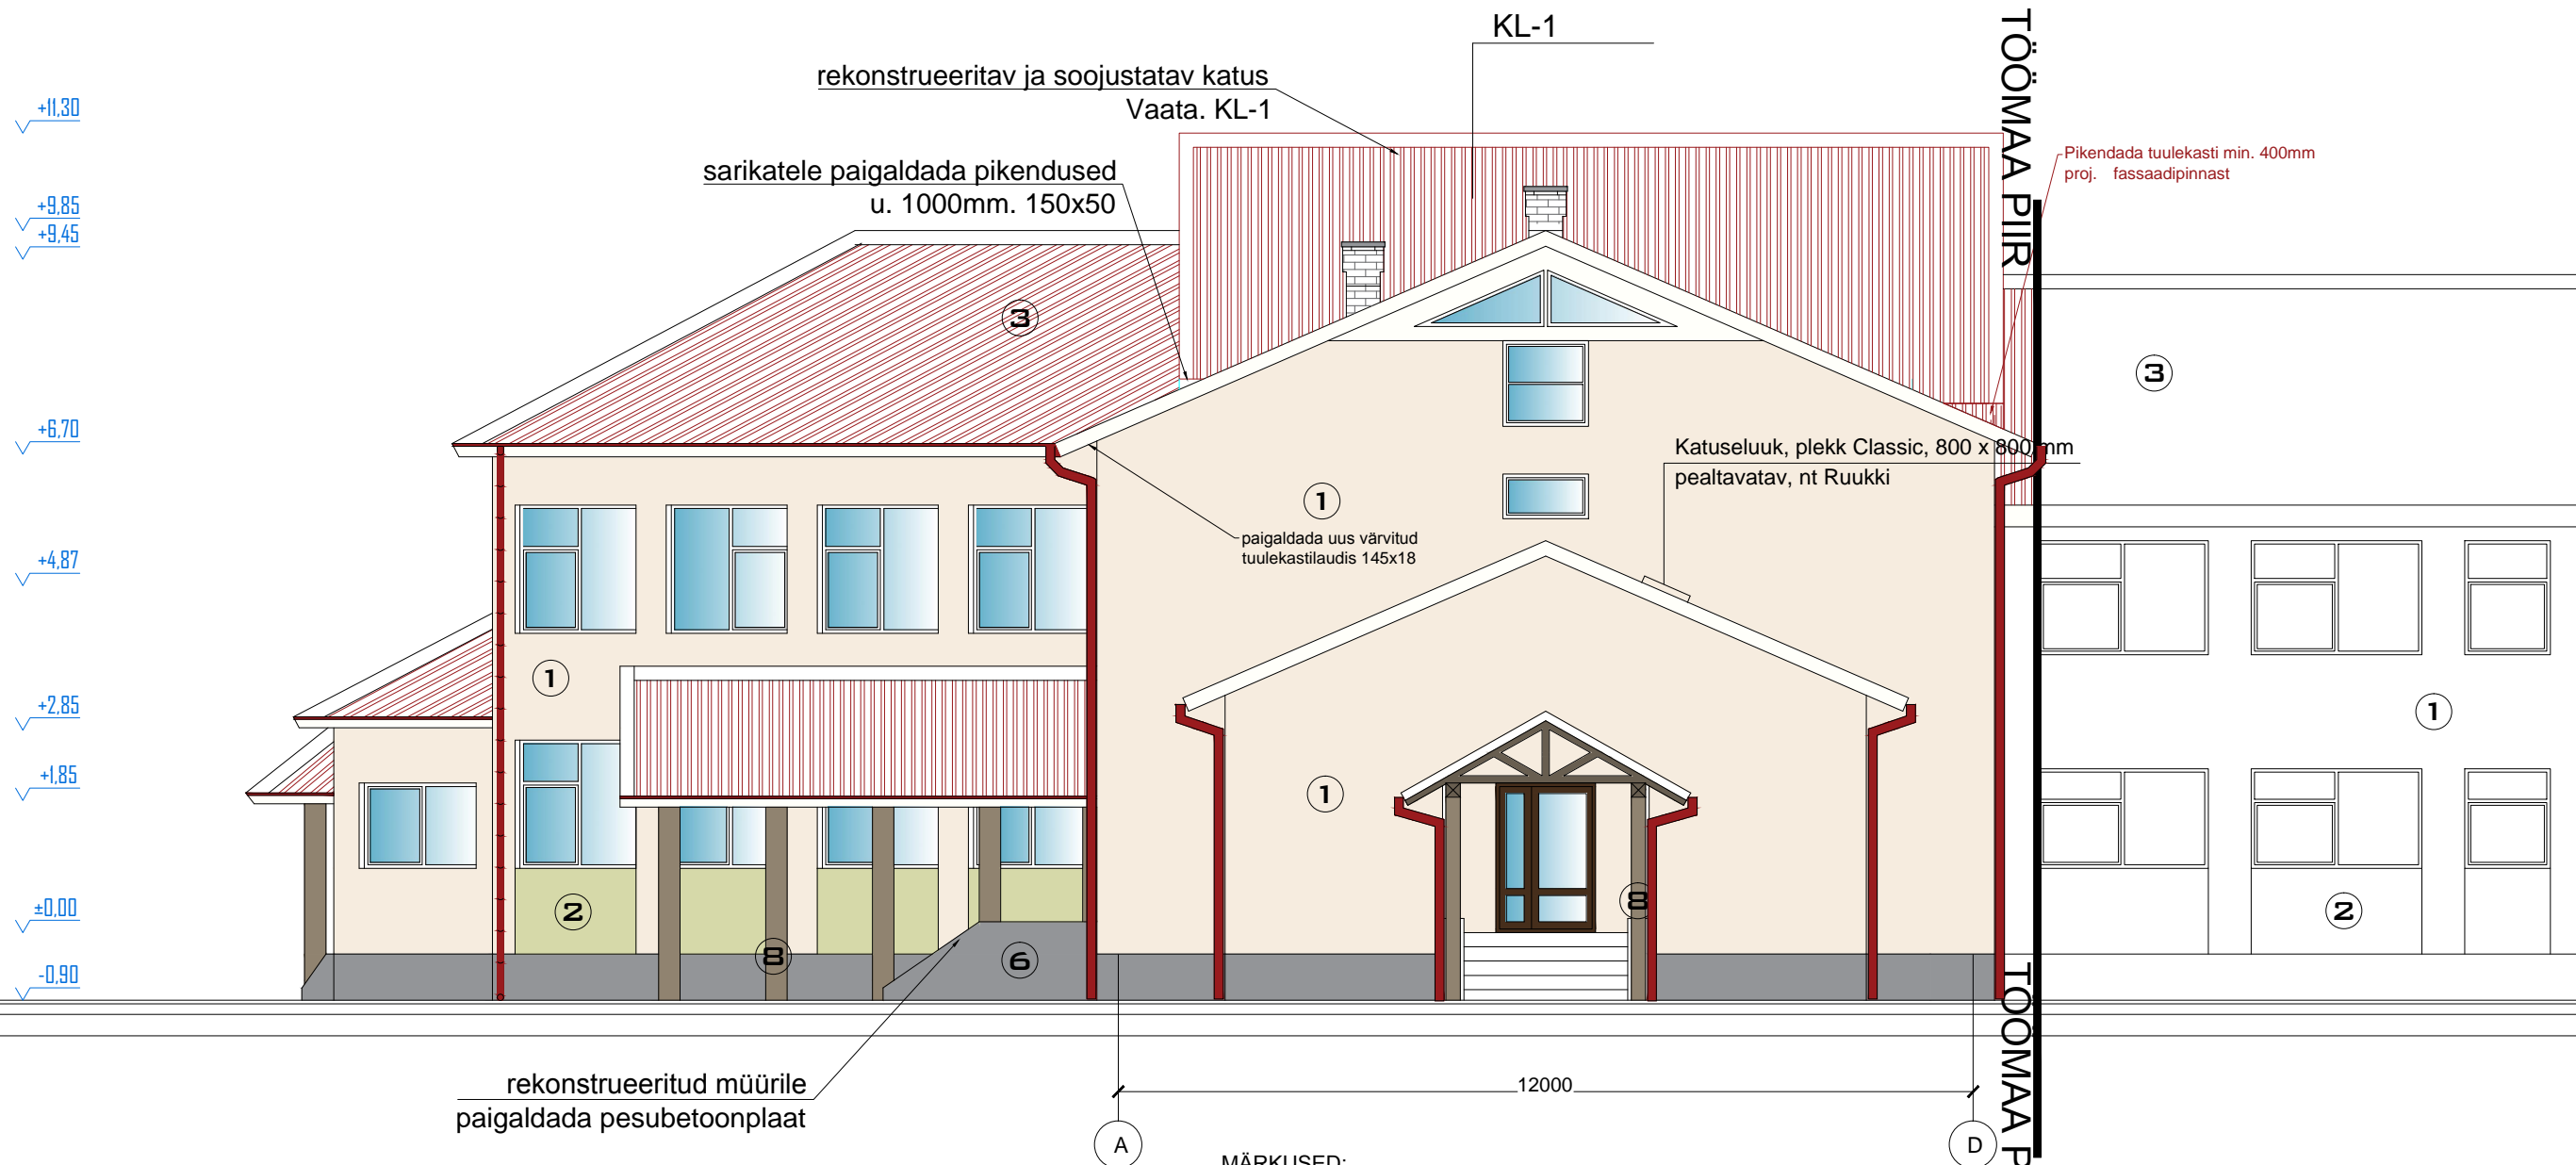 KL-1
rekonstrueeritav ja soojustatav katus
Vaata. KL-1
sarikatele paigaldada pikendused
u. 1000mm. 150x50
TÖÖMAA PIIR
Pikendada tuulekasti min. 400mm
proj. fassaadipinnast
+11,30
+9,85
+9,45
+6,70
+4,87
+2,85
+1,85
±0,00
-0,90
3
3
Katuseluuk, plekk Classic, 800 x 800 mm
pealtavatav, nt Ruukki
1
paigaldada uus värvitud
tuulekastilaudis 145x18
1
1
1
2
8
6
8
2
rekonstrueeritud müürile
paigaldada pesubetoonplaat
12000
A
D
TÖÖMAA P
MÄRKUSED: